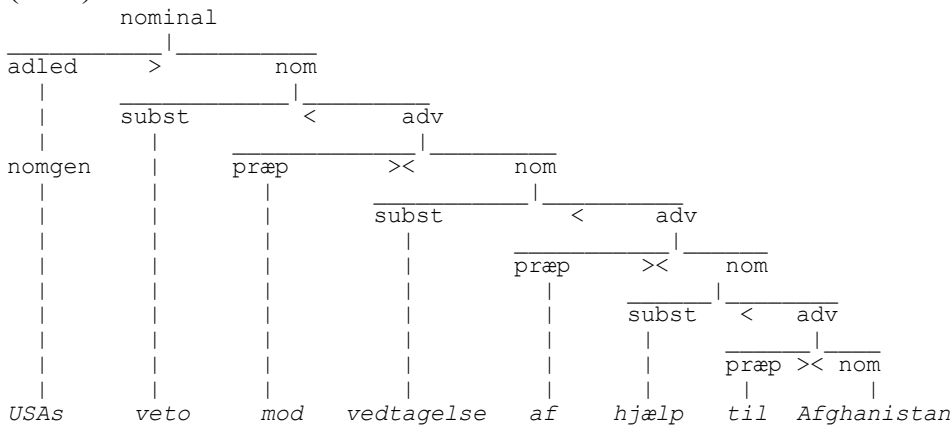 nominal
adled > nom
subst < adv
nomgen præp >< nom
subst < adv
præp >< nom
subst < adv
præp >< nom
USAs veto mod vedtagelse af hjælp til Afghanistan